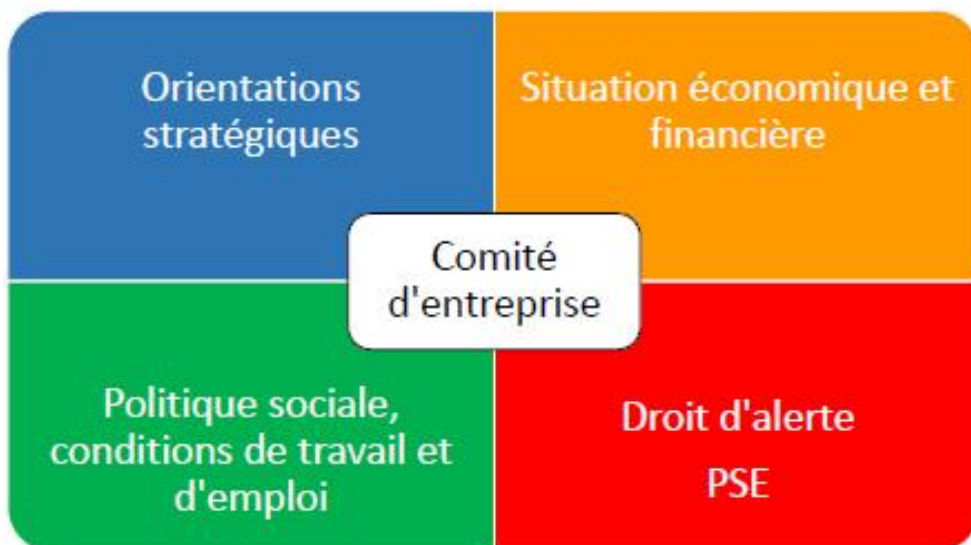 Orientations
stratégiques
Situation économique et
financière
Comité
d'entreprise
Politique sociale,
conditions de travail et
d'emploi
Droit d'alerte
PSE